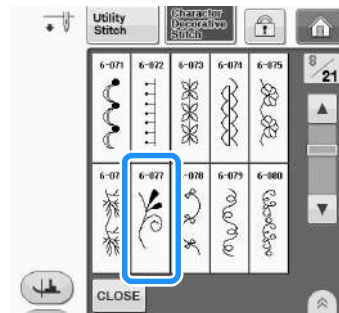 Utility
Stitch
Character
Decorative
Stitch
6-071 6-072 6-073 6-074 6-075
8/21
6-07 6-077 -078 6-079 6-080
CLOSE